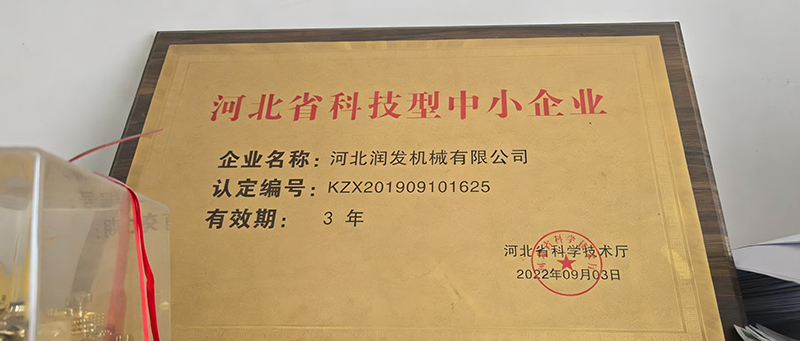 河北省科技型中小企业
企业名称：河北润发机械有限公司
认定编号：KZX201909101625
有效期：3 年
河北省科学技术厅
2022年09月03日